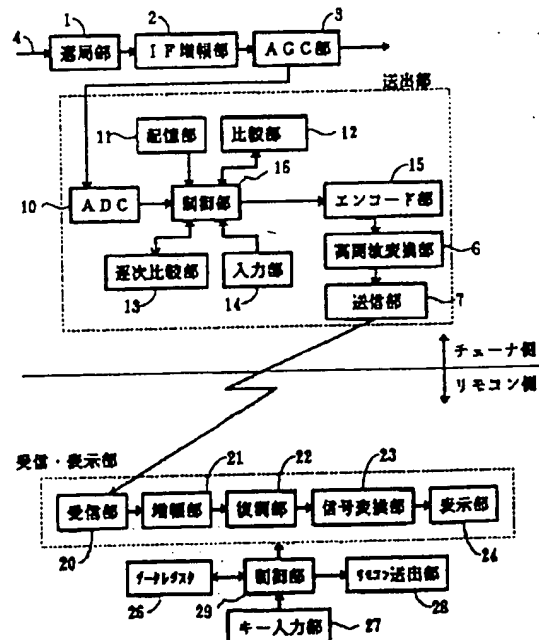 1
2
3
4
選局部
IF増幅部
AGC部
送出部
11
記憶部
比較部
12
16
15
10
ADC
制御部
エンコード部
高周波変換部
6
逐次比較部
入力部
13
14
送信部
7
チューナ側
リモコン側
受信・表示部
21
22
23
受信部
増幅部
復調部
信号変換部
表示部
20
24
データレジスタ
制御部
リモコン送出部
26
29
28
キー入力部
27